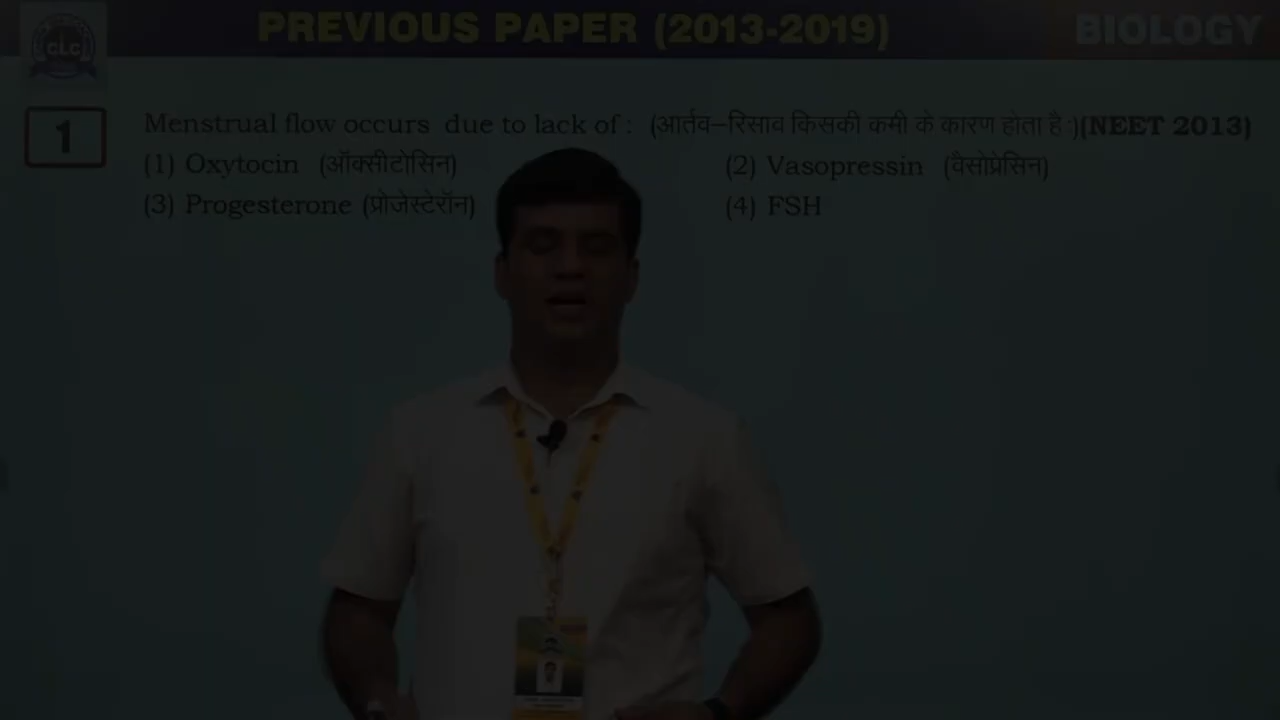 PREVIOUS PAPER (2013-2019)
BIOLOGY
CLC
1
Menstrual flow occurs due to lack of : (आर्तव–रिसाव किसकी कमी के कारण होता है :)(NEET 2013)
(1) Oxytocin (ऑक्सीटोसिन)
(2) Vasopressin (वैसोप्रेसिन)
(3) Progesterone (प्रोजेस्टेरॉन)
(4) FSH